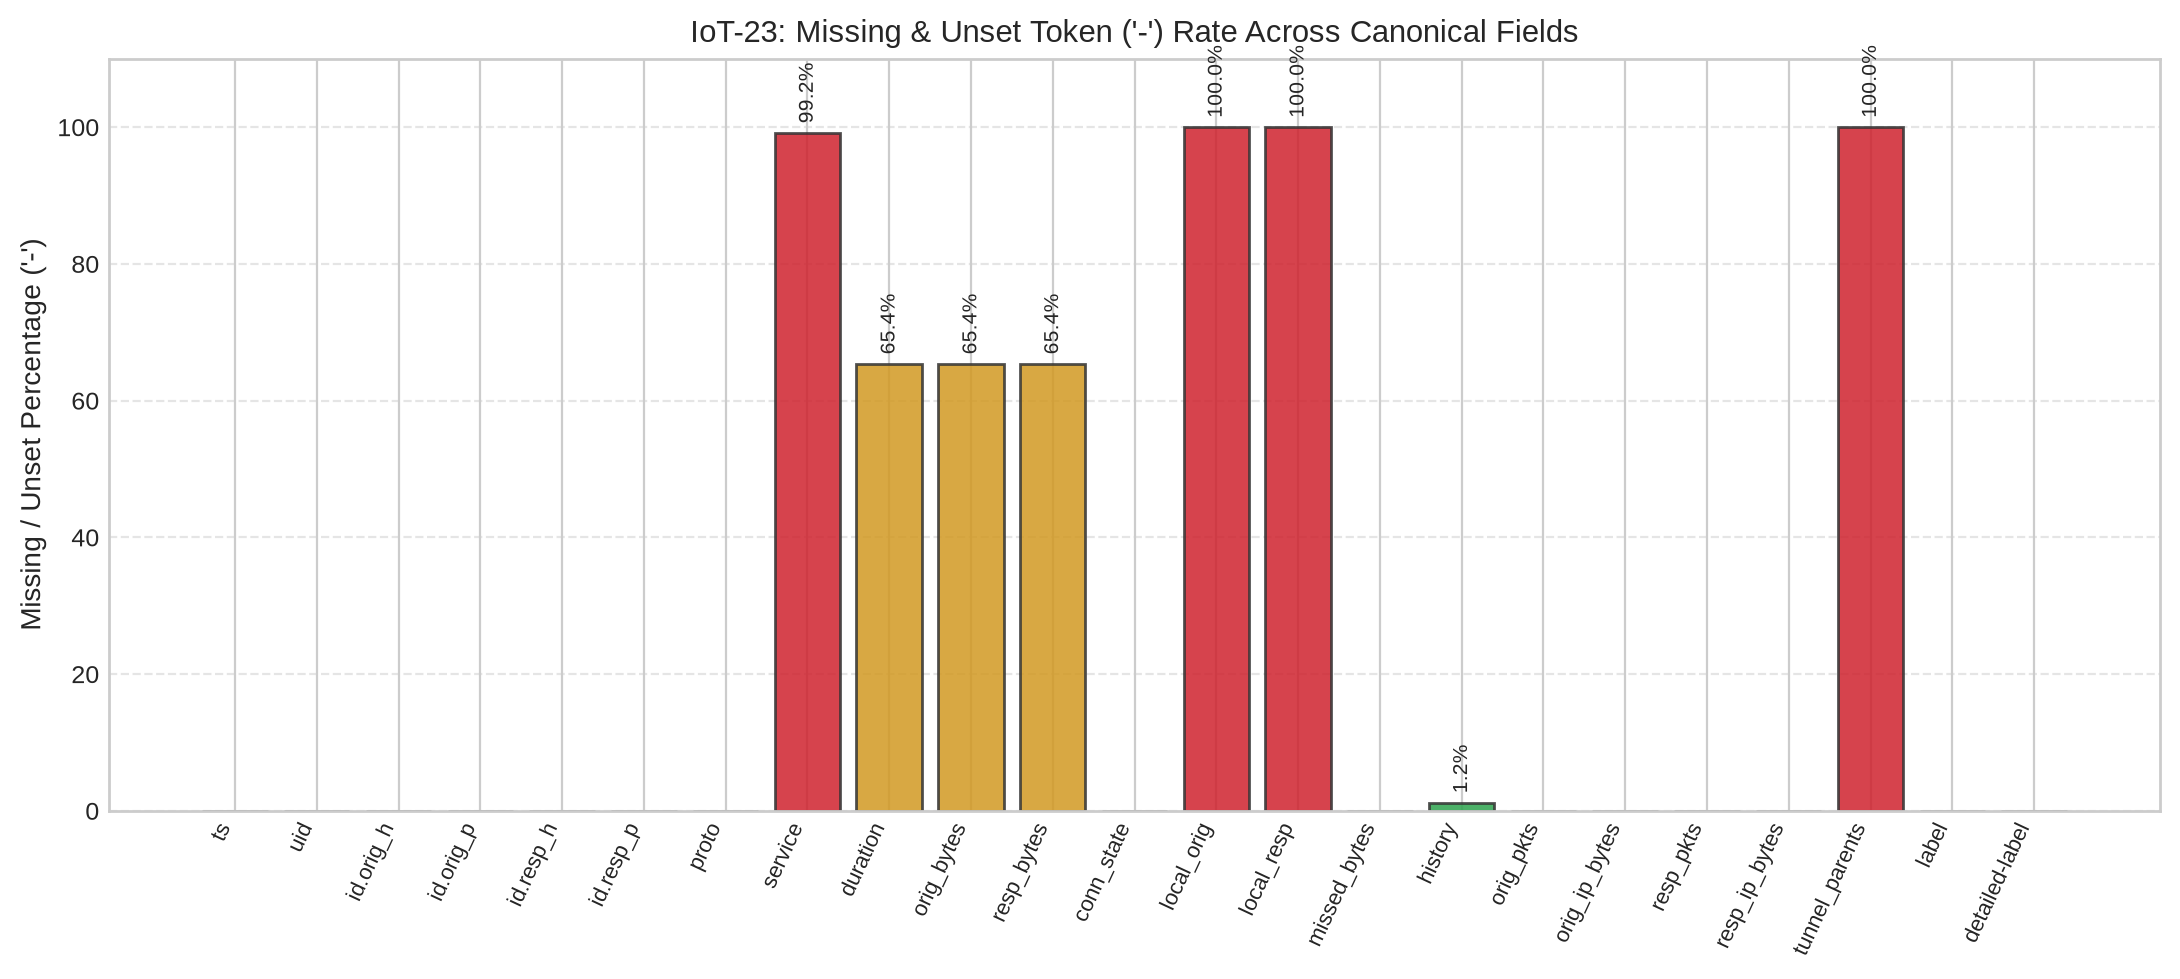 IoT-23: Missing & Unset Token ('-') Rate Across Canonical Fields
Missing / Unset Percentage ('-')
100
80
60
40
20
0
99.2%
65.4%
65.4%
65.4%
100.0%
100.0%
1.2%
100.0%
ts
uid
id.orig_h
id.orig_p
id.resp_h
id.resp_p
proto
service
duration
orig_bytes
resp_bytes
conn_state
local_orig
local_resp
missed_bytes
history
orig_pkts
orig_ip_bytes
resp_pkts
resp_ip_bytes
tunnel_parents
label
detailed-label